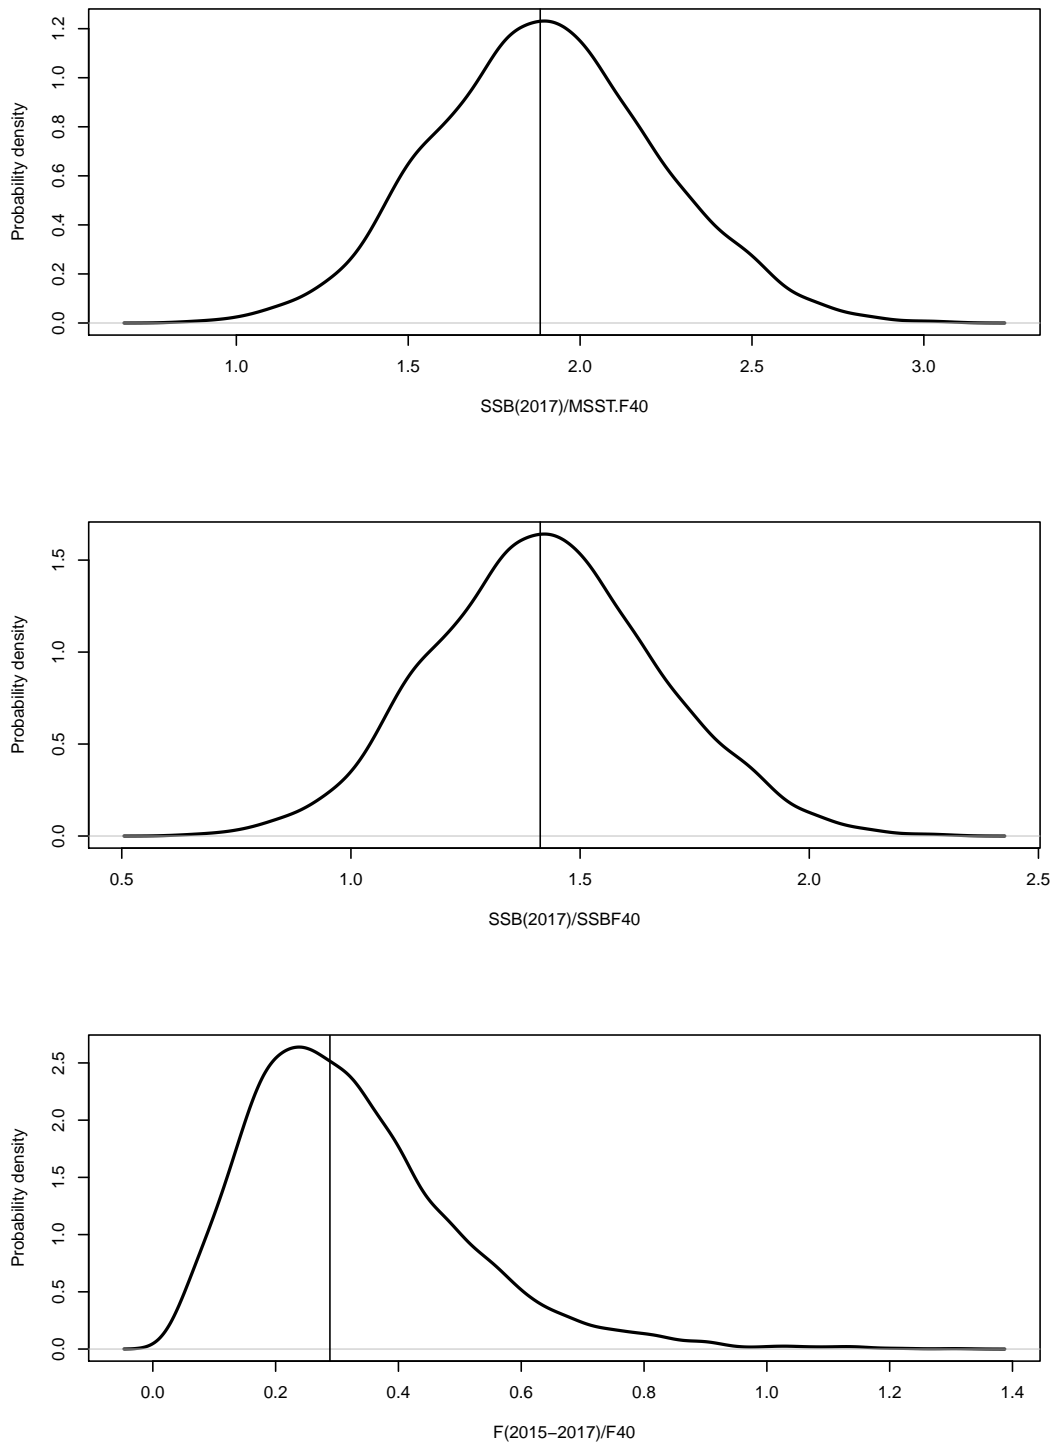 Probability density
1.2
1.0
0.8
0.6
0.4
0.2
0.0
1.0 1.5 2.0 2.5 3.0
SSB(2017)/MSST.F40
Probability density
1.5
1.0
0.5
0.0
0.5 1.0 1.5 2.0 2.5
SSB(2017)/SSBF40
Probability density
2.5
2.0
1.5
1.0
0.5
0.0
0.0 0.2 0.4 0.6 0.8 1.0 1.2 1.4
F(2015−2017)/F40